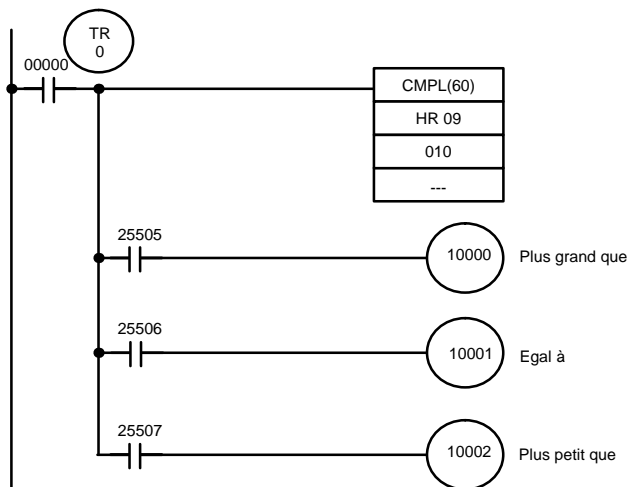 TR
0
00000
CMPL(60)
HR 09
010
---
25505
10000
Plus grand que
25506
10001
Egal à
25507
10002
Plus petit que